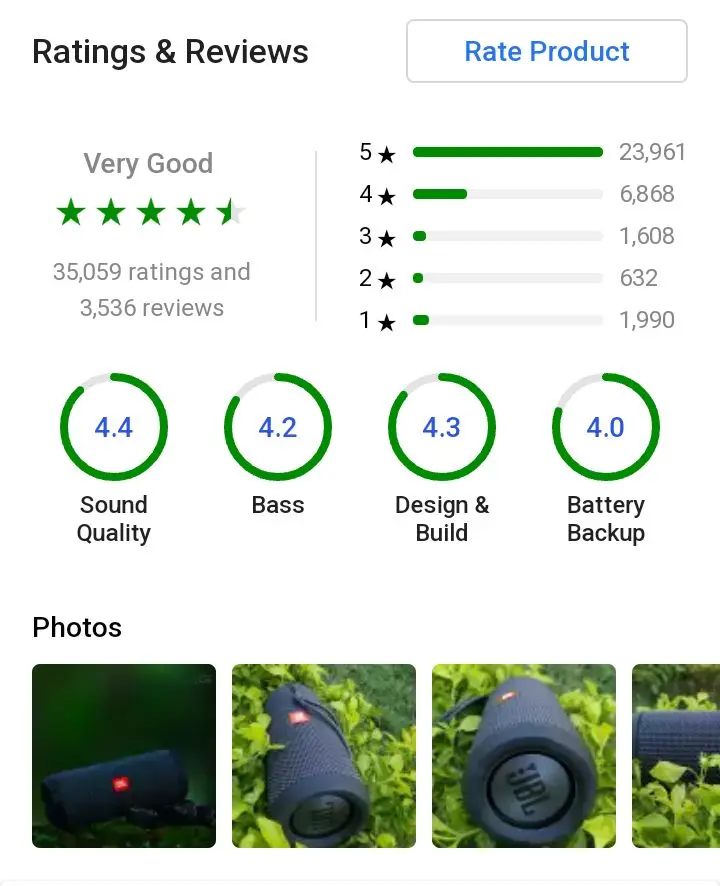 Ratings & Reviews
Rate Product
Very Good
35,059 ratings and
3,536 reviews
5★ 23,961
4★ 6,868
3★ 1,608
2★ 632
1★ 1,990
4.4
4.2
4.3
4.0
Sound
Quality
Bass
Design &
Build
Battery
Backup
Photos
JBL